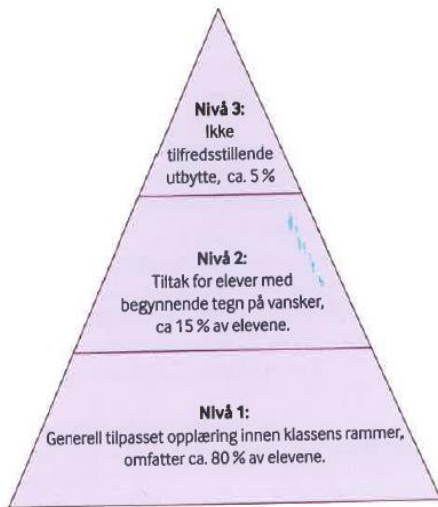 Nivå 3:
Ikke
tilfredsstillende
utbytte, ca. 5 %
Nivå 2:
Tiltak for elever med
begynnende tegn på vansker,
ca 15 % av elevene.
Nivå 1:
Generell tilpasset opplæring innen klassens rammer,
omfatter ca. 80 % av elevene.